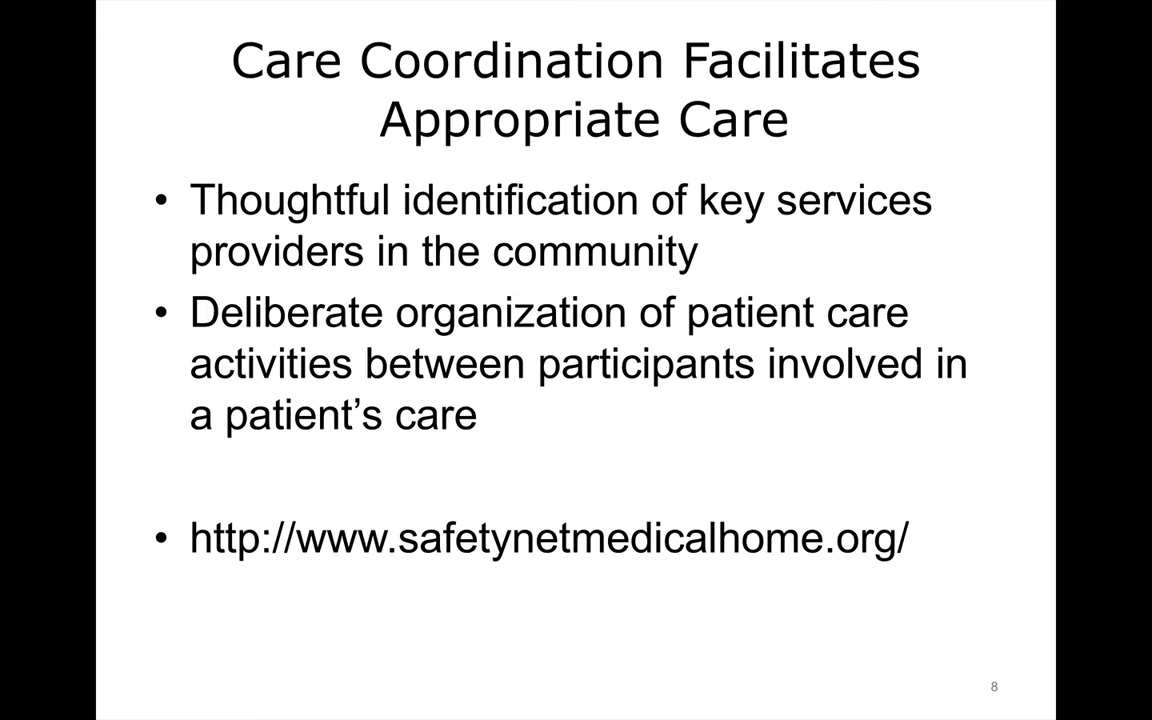 Care Coordination Facilitates
Appropriate Care
• Thoughtful identification of key services
providers in the community
• Deliberate organization of patient care
activities between participants involved in
a patient’s care
• http://www.safetynetmedicalhome.org/
8